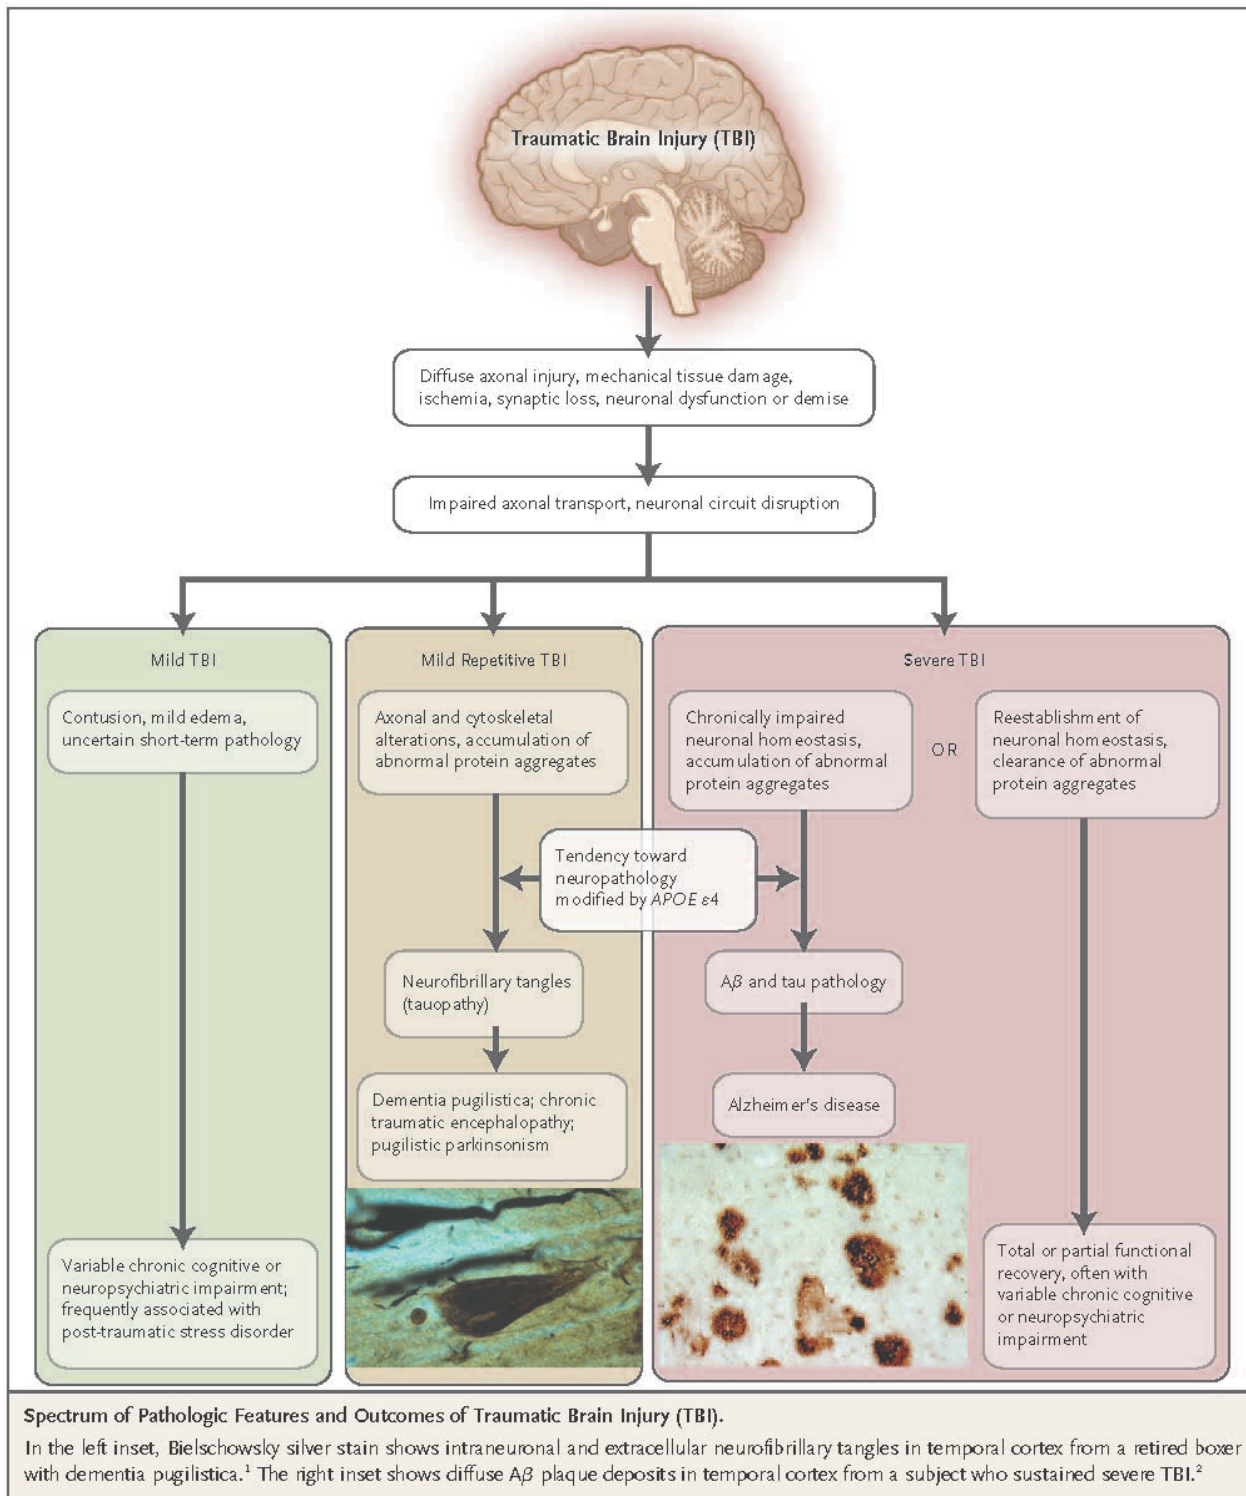 Traumatic Brain Injury (TBI)
Diffuse axonal injury, mechanical tissue damage,
ischemia, synaptic loss, neuronal dysfunction or demise
Impaired axonal transport, neuronal circuit disruption
Mild TBI
Contusion, mild edema,
uncertain short-term pathology
Variable chronic cognitive or
neuropsychiatric impairment;
frequently associated with
post-traumatic stress disorder
Mild Repetitive TBI
Axonal and cytoskeletal
alterations, accumulation of
abnormal protein aggregates
Tendency toward
neuropathology
modified by APOE ε4
Neurofibrillary tangles
(tauopathy)
Dementia pugilistica; chronic
traumatic encephalopathy;
pugilistic parkinsonism
Severe TBI
Chronically impaired
neuronal homeostasis,
accumulation of abnormal
protein aggregates
OR
Reestablishment of
neuronal homeostasis,
clearance of abnormal
protein aggregates
Aβ and tau pathology
Alzheimer's disease
Total or partial functional
recovery, often with
variable chronic cognitive
or neuropsychiatric
impairment
Spectrum of Pathologic Features and Outcomes of Traumatic Brain Injury (TBI).
In the left inset, Bielschowsky silver stain shows intraneuronal and extracellular neurofibrillary tangles in temporal cortex from a retired boxer
with dementia pugilistica.¹ The right inset shows diffuse Aβ plaque deposits in temporal cortex from a subject who sustained severe TBI.²